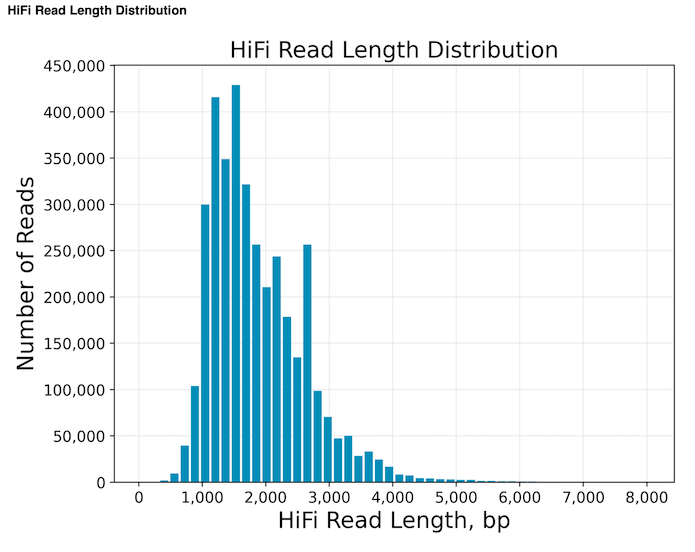 HiFi Read Length Distribution
HiFi Read Length Distribution
450,000
400,000
350,000
300,000
250,000
200,000
150,000
100,000
50,000
0
Number of Reads
0 1,000 2,000 3,000 4,000 5,000 6,000 7,000 8,000
HiFi Read Length, bp